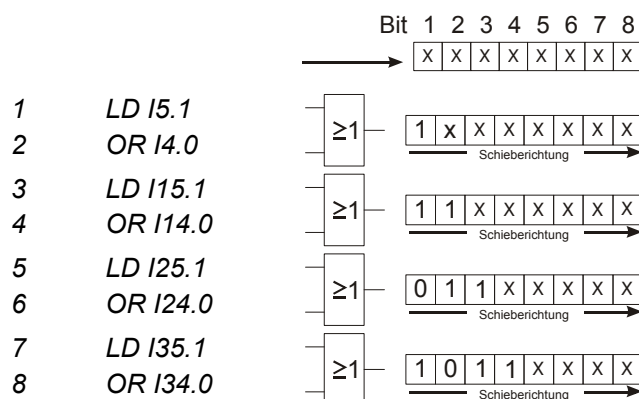 Bit 1 2 3 4 5 6 7 8
X X X X X X X X
1 LD I5.1
2 OR I4.0
≥1
1 x X X X X X X
Schieberichtung
3 LD I15.1
4 OR I14.0
≥1
1 1 X X X X X X
Schieberichtung
5 LD I25.1
6 OR I24.0
≥1
0 1 1 X X X X X
Schieberichtung
7 LD I35.1
8 OR I34.0
≥1
1 0 1 1 X X X X
Schieberichtung